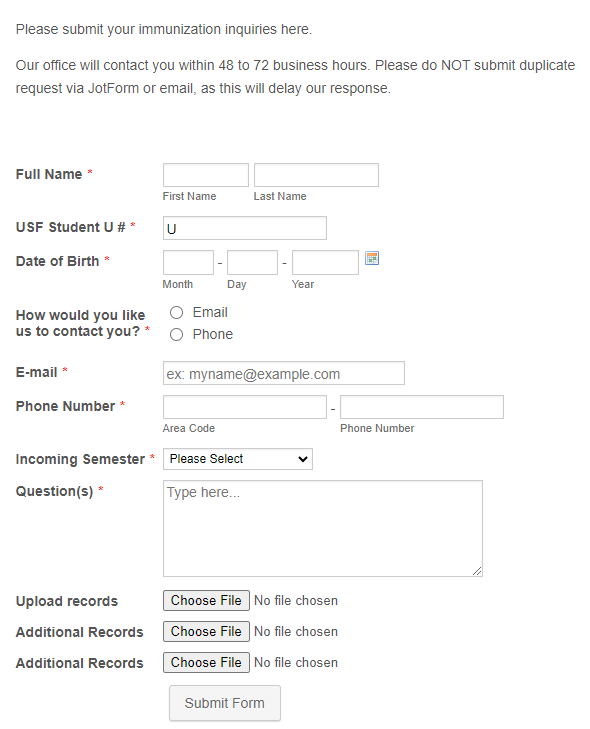 Please submit your immunization inquiries here.
Our office will contact you within 48 to 72 business hours. Please do NOT submit duplicate
request via JotForm or email, as this will delay our response.
Full Name *
First Name Last Name
USF Student U # * U
Date of Birth * - -
Month Day Year
How would you like
us to contact you? *
Email
Phone
E-mail * ex: myname@example.com
Phone Number * -
Area Code Phone Number
Incoming Semester * Please Select
Question(s) * Type here...
Upload records Choose File No file chosen
Additional Records Choose File No file chosen
Additional Records Choose File No file chosen
Submit Form